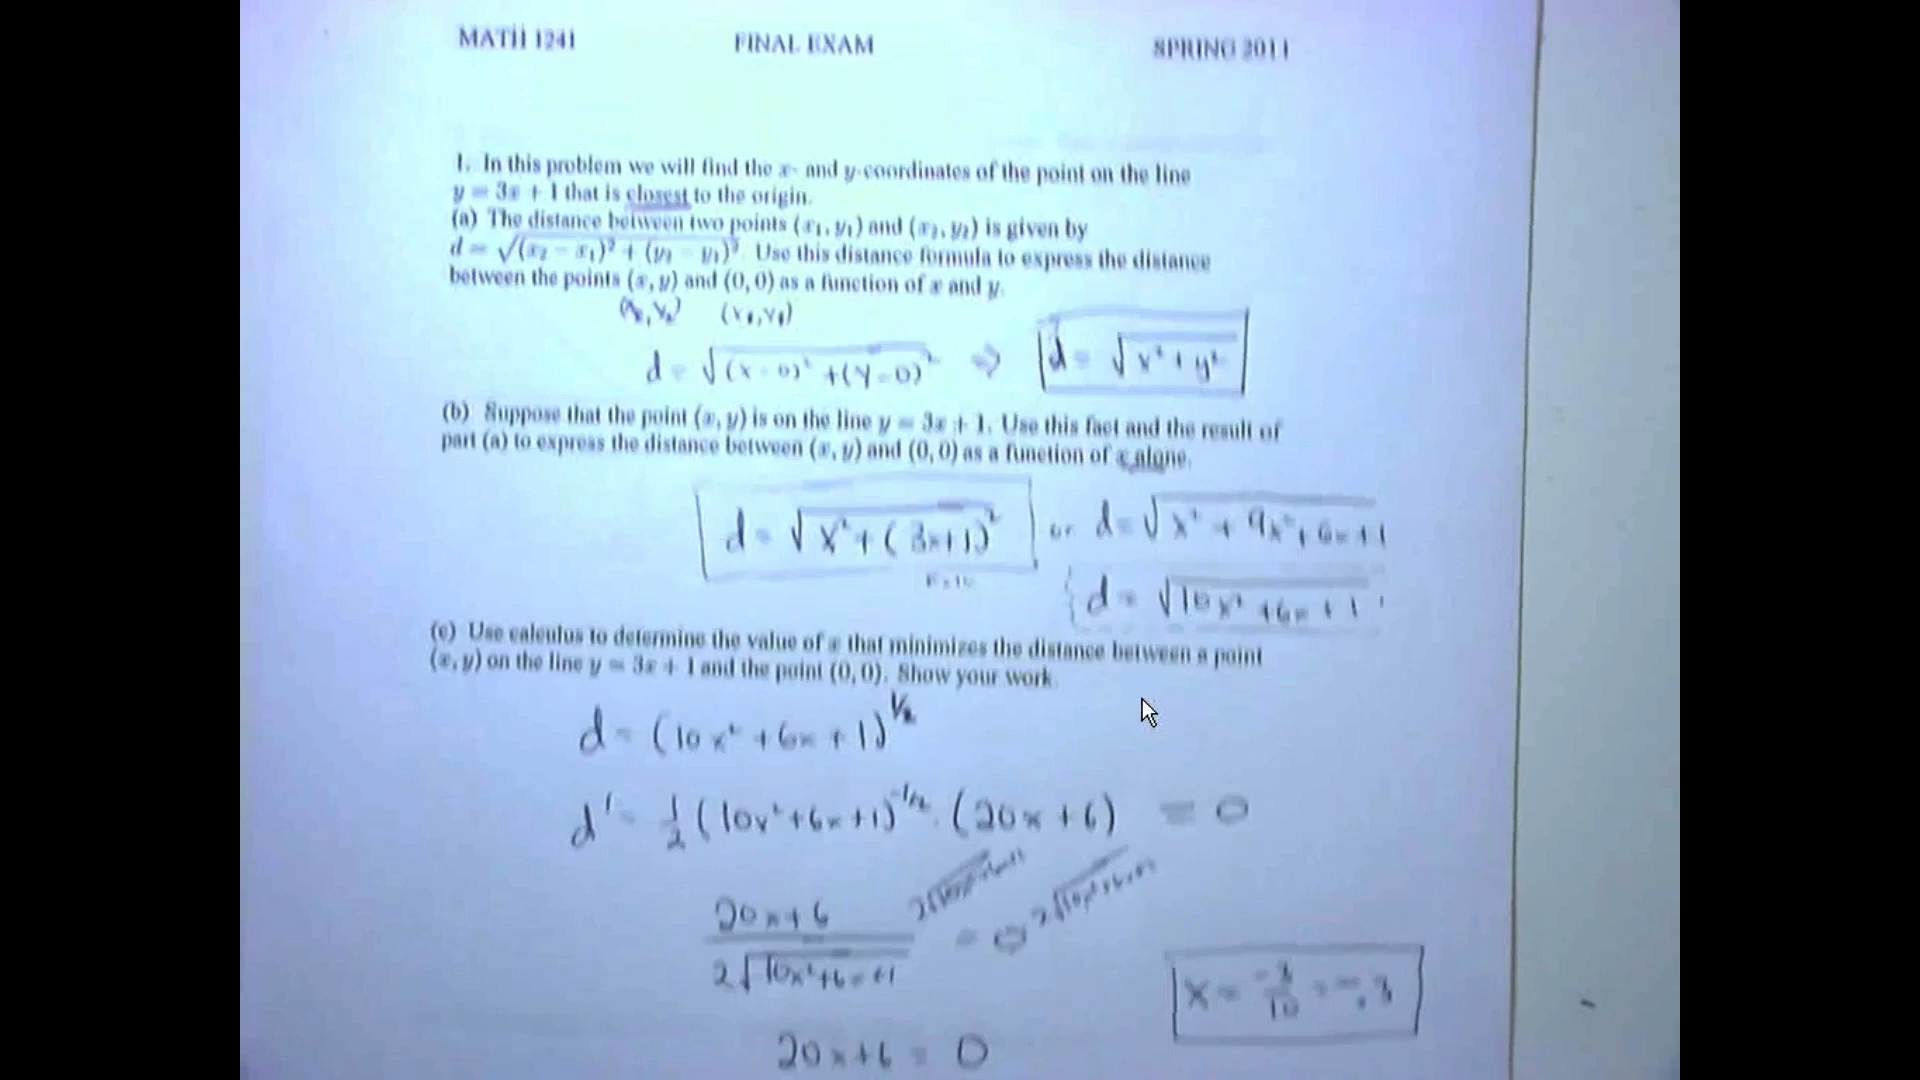 MATH 1241 FINAL EXAM SPRING 2011
1. In this problem we will find the x- and y-coordinates of the point on the line
y = 3x + 1 that is closest to the origin.
(a) The distance between two points (x₁, y₁) and (x₂, y₂) is given by
d = √(x₂ − x₁)² + (y₂ − y₁)². Use this distance formula to express the distance
between the points (x, y) and (0, 0) as a function of x and y.
(x₂, y₂) (x₁, y₁)
d = √(x − 0)² + (y − 0)² ⇒ d = √x² + y²
(b) Suppose that the point (x, y) is on the line y = 3x + 1. Use this fact and the result of
part (a) to express the distance between (x, y) and (0, 0) as a function of x alone.
d = √x² + (3x+1)² or d = √x² + 9x² + 6x + 1
d = √10x² + 6x + 1
(c) Use calculus to determine the value of x that minimizes the distance between a point
(x, y) on the line y = 3x + 1 and the point (0, 0). Show your work.
d = (10x² + 6x + 1)^1/2
d' = 1/2 (10x² + 6x + 1)^-1/2 · (20x + 6) = 0
2√10x²+6x+1 2√10x²+6x+1
20x + 6 / 2√10x²+6x+1 = 0
x = -3/10 = -.3
20x + 6 = 0